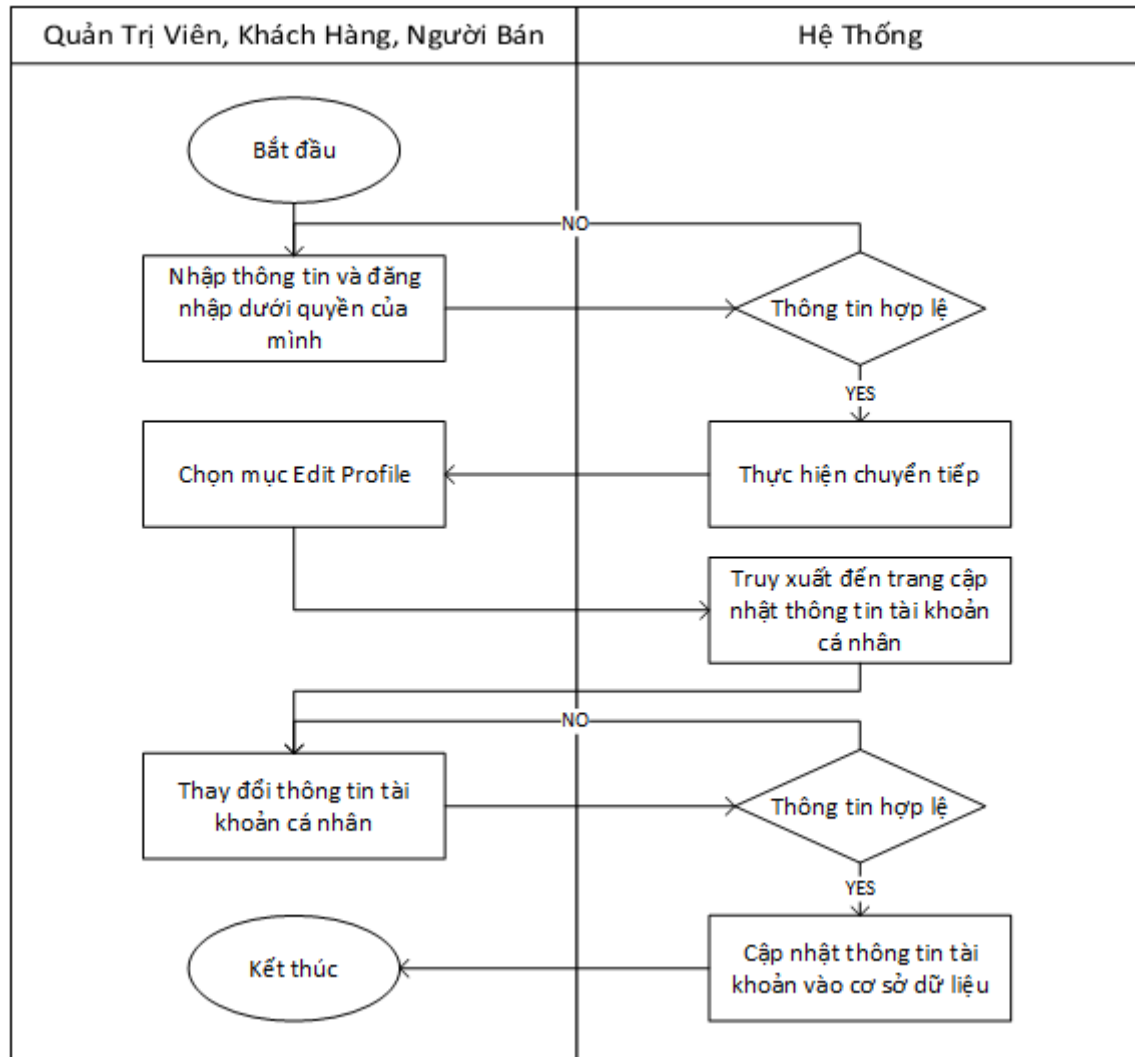 Quản Trị Viên, Khách Hàng, Người Bán
Hệ Thống
Bắt đầu
NO
Nhập thông tin và đăng
nhập dưới quyền của
mình
Thông tin hợp lệ
YES
Chọn mục Edit Profile
Thực hiện chuyển tiếp
Truy xuất đến trang cập
nhật thông tin tài khoản
cá nhân
NO
Thay đổi thông tin tài
khoản cá nhân
Thông tin hợp lệ
YES
Kết thúc
Cập nhật thông tin tài
khoản vào cơ sở dữ liệu